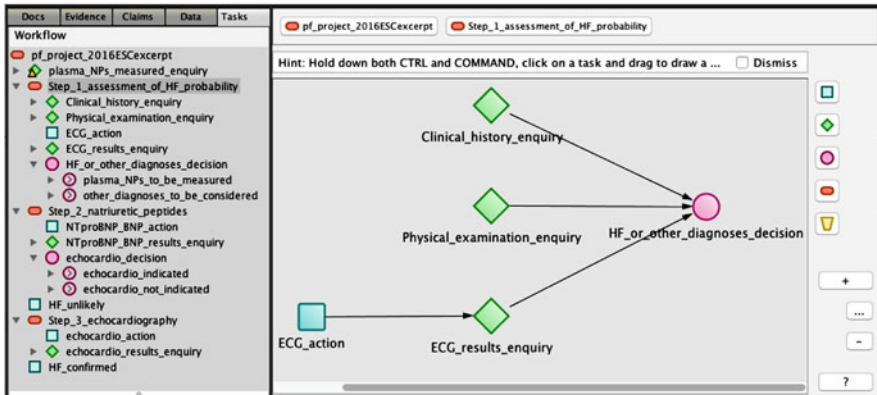 Docs Evidence Claims Data Tasks
Workflow
pf_project_2016ESCexcerpt
plasma_NPs_measured_enquiry
Step_1_assessment_of_HF_probability
Clinical_history_enquiry
Physical_examination_enquiry
ECG_action
ECG_results_enquiry
HF_or_other_diagnoses_decision
plasma_NPs_to_be_measured
other_diagnoses_to_be_considered
Step_2_natriuretic_peptides
NTproBNP_BNP_action
NTproBNP_BNP_results_enquiry
echocardio_decision
echocardio_indicated
echocardio_not_indicated
HF_unlikely
Step_3_echocardiography
echocardio_action
echocardio_results_enquiry
HF_confirmed
pf_project_2016ESCexcerpt Step_1_assessment_of_HF_probability
Hint: Hold down both CTRL and COMMAND, click on a task and drag to draw a ... Dismiss
Clinical_history_enquiry
Physical_examination_enquiry
HF_or_other_diagnoses_decision
ECG_action
ECG_results_enquiry
+
...
-
?